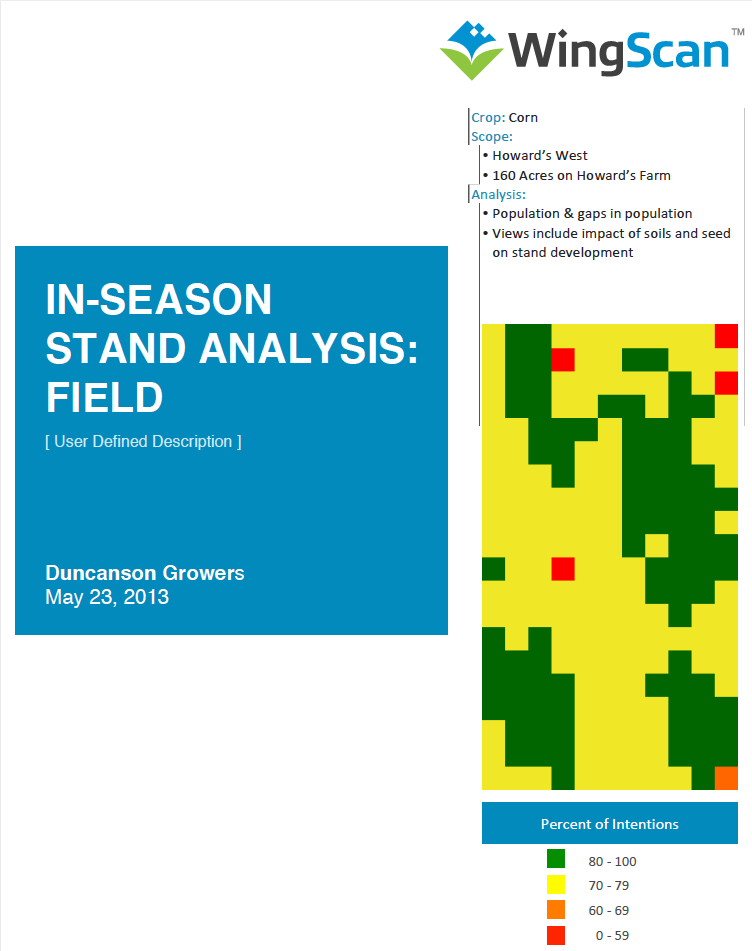 WingScan™
Crop: Corn
Scope:
• Howard's West
• 160 Acres on Howard's Farm
Analysis:
• Population & gaps in population
• Views include impact of soils and seed
on stand development
IN-SEASON
STAND ANALYSIS:
FIELD
[ User Defined Description ]
Duncanson Growers
May 23, 2013
Percent of Intentions
80 - 100
70 - 79
60 - 69
0 - 59